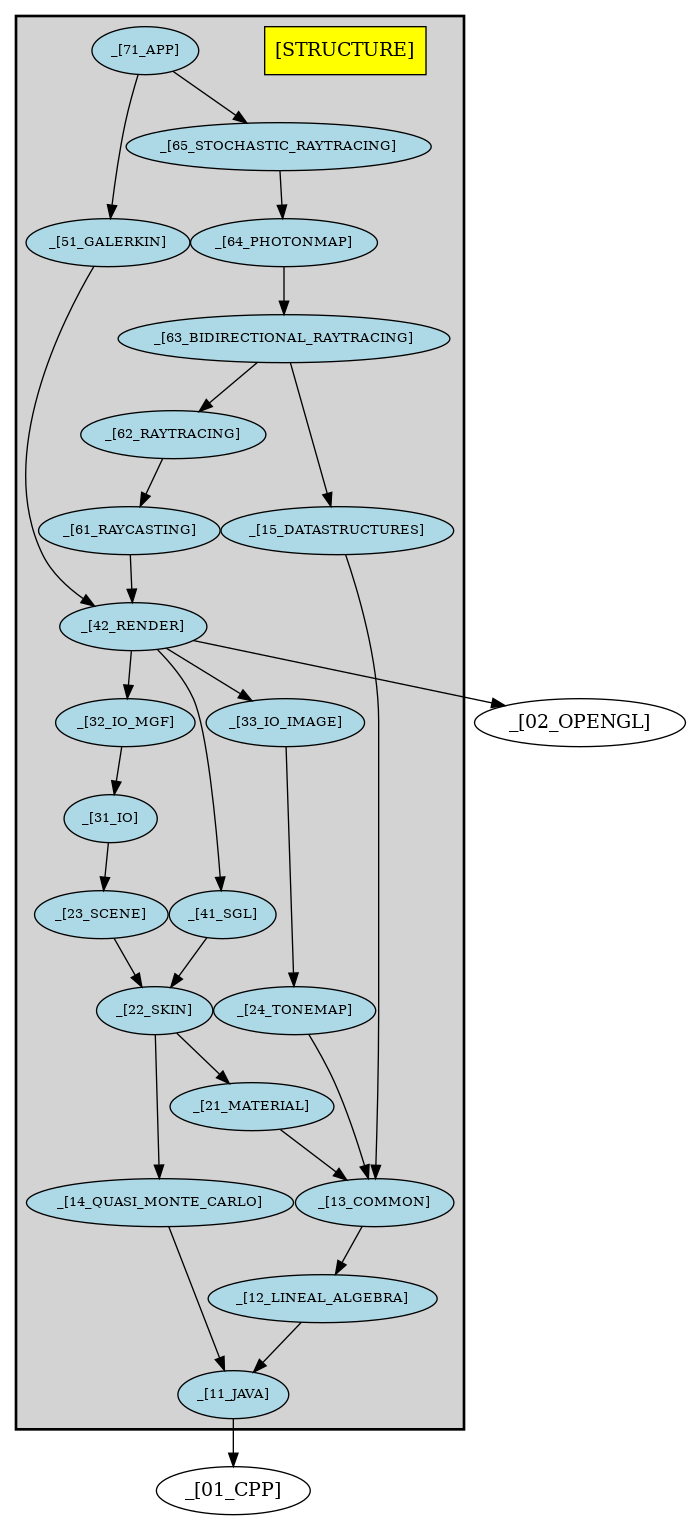 _[71_APP]
[STRUCTURE]
_[65_STOCHASTIC_RAYTRACING]
_[51_GALERKIN]
_[64_PHOTONMAP]
_[63_BIDIRECTIONAL_RAYTRACING]
_[62_RAYTRACING]
_[61_RAYCASTING]
_[15_DATASTRUCTURES]
_[42_RENDER]
_[32_IO_MGF]
_[33_IO_IMAGE]
_[02_OPENGL]
_[31_IO]
_[23_SCENE]
_[41_SGL]
_[22_SKIN]
_[24_TONEMAP]
_[21_MATERIAL]
_[14_QUASI_MONTE_CARLO]
_[13_COMMON]
_[12_LINEAL_ALGEBRA]
_[11_JAVA]
_[01_CPP]